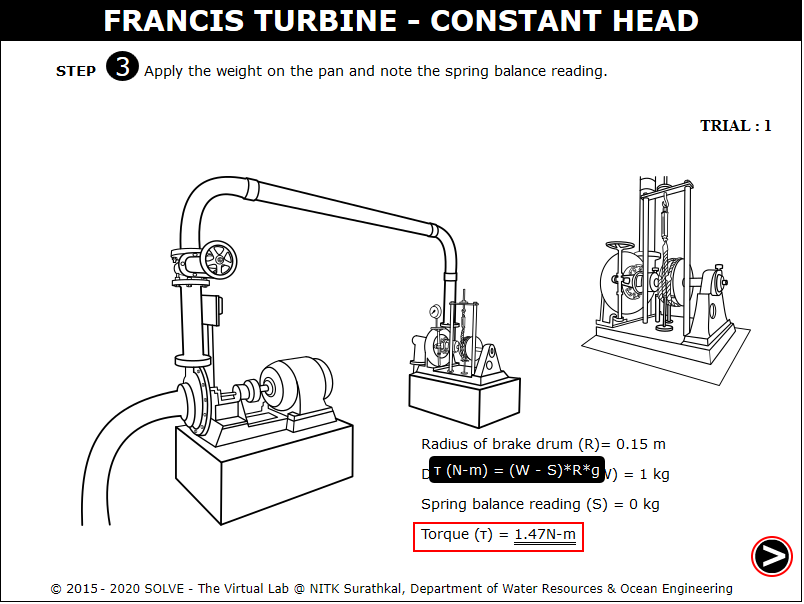 FRANCIS TURBINE - CONSTANT HEAD
STEP 3 Apply the weight on the pan and note the spring balance reading.
TRIAL : 1
Radius of brake drum (R)= 0.15 m
τ (N-m) = (W - S)*R*g
= 1 kg
Spring balance reading (S) = 0 kg
Torque (τ) = 1.47N-m
© 2015 - 2020 SOLVE - The Virtual Lab @ NITK Surathkal, Department of Water Resources & Ocean Engineering